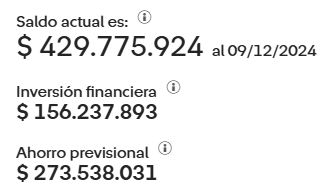 Saldo actual es:
$ 429.775.924 al 09/12/2024
Inversión financiera
$ 156.237.893
Ahorro previsional
$ 273.538.031